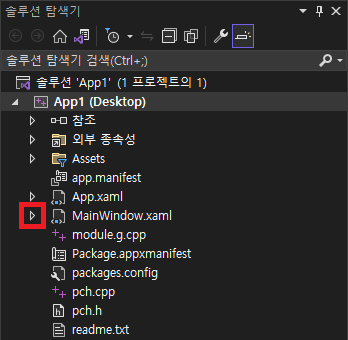 솔루션 탐색기
솔루션 탐색기 검색(Ctrl+;)
솔루션 'App1' (1 프로젝트의 1)
App1 (Desktop)
참조
외부 종속성
Assets
app.manifest
App.xaml
MainWindow.xaml
module.g.cpp
Package.appxmanifest
packages.config
pch.cpp
pch.h
readme.txt